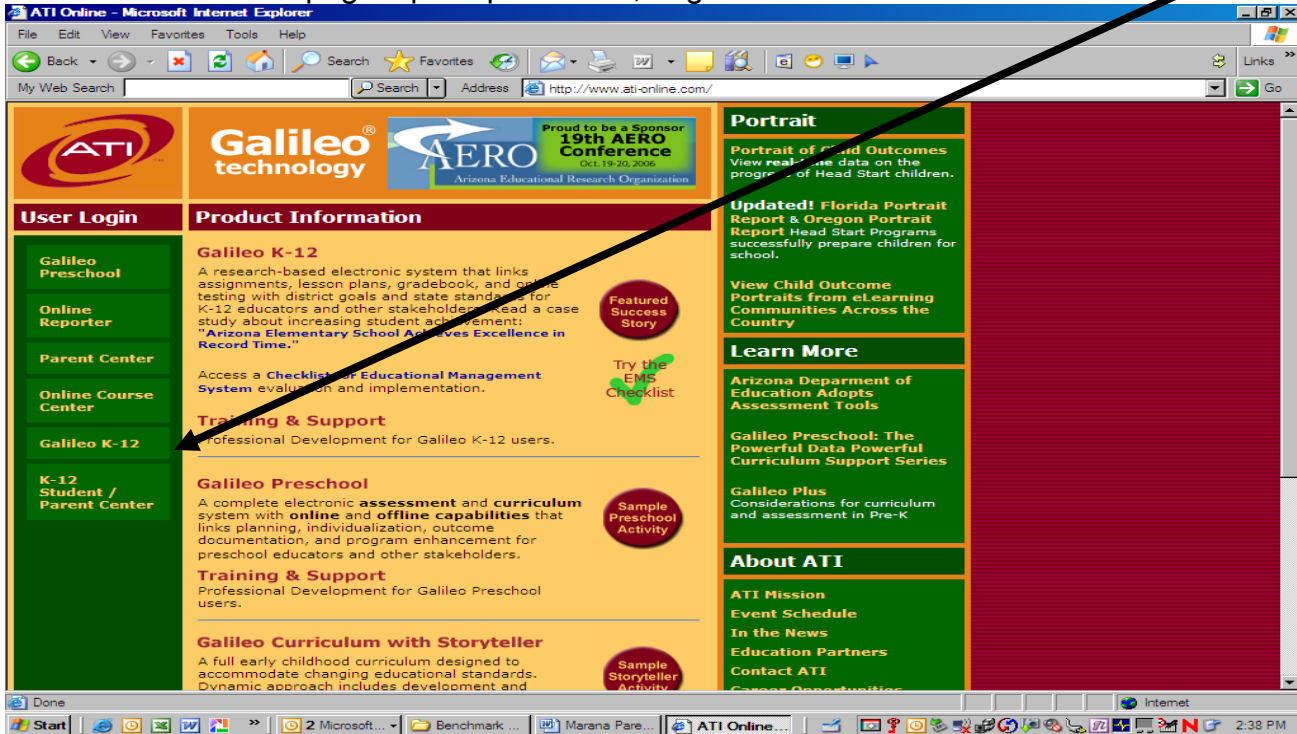 ATI Online - Microsoft Internet Explorer
File Edit View Favorites Tools Help
Back Search Favorites Links
My Web Search Search Address http://www.ati-online.com/ Go
ATI
Galileo®
technology
AERO
Proud to be a Sponsor
19th AERO
Conference
Oct. 19-20, 2006
Arizona Educational Research Organization
User Login
Galileo
Preschool
Online
Reporter
Parent Center
Online Course
Center
Galileo K-12
K-12
Student /
Parent Center
Product Information
Galileo K-12
A research-based electronic system that links
assignments, lesson plans, gradebook, and online
testing with district goals and state standards for
K-12 educators and other stakeholders. Read a case
study about increasing student achievement:
"Arizona Elementary School Achieves Excellence in
Record Time."
Featured
Success
Story
Access a Checklist for Educational Management
System evaluation and implementation.
Try the
EMS
Checklist
Training & Support
Professional Development for Galileo K-12 users.
Galileo Preschool
A complete electronic assessment and curriculum
system with online and offline capabilities that
links planning, individualization, outcome
documentation, and program enhancement for
preschool educators and other stakeholders.
Sample
Preschool
Activity
Training & Support
Professional Development for Galileo Preschool
users.
Galileo Curriculum with Storyteller
A full early childhood curriculum designed to
accommodate changing educational standards.
Dynamic approach includes development and
Sample
Storyteller
Activity
Portrait
Portrait of Child Outcomes
View real-time data on the
progress of Head Start children.
Updated! Florida Portrait
Report & Oregon Portrait
Report Head Start Programs
successfully prepare children for
school.
View Child Outcome
Portraits from eLearning
Communities Across the
Country
Learn More
Arizona Deparment of
Education Adopts
Assessment Tools
Galileo Preschool: The
Powerful Data Powerful
Curriculum Support Series
Galileo Plus
Considerations for curriculum
and assessment in Pre-K
About ATI
ATI Mission
Event Schedule
In the News
Education Partners
Contact ATI
Career Opportunities
Done Internet
Start 2 Microsoft... Benchmark ... Marana Pare... ATI Online... 2:38 PM